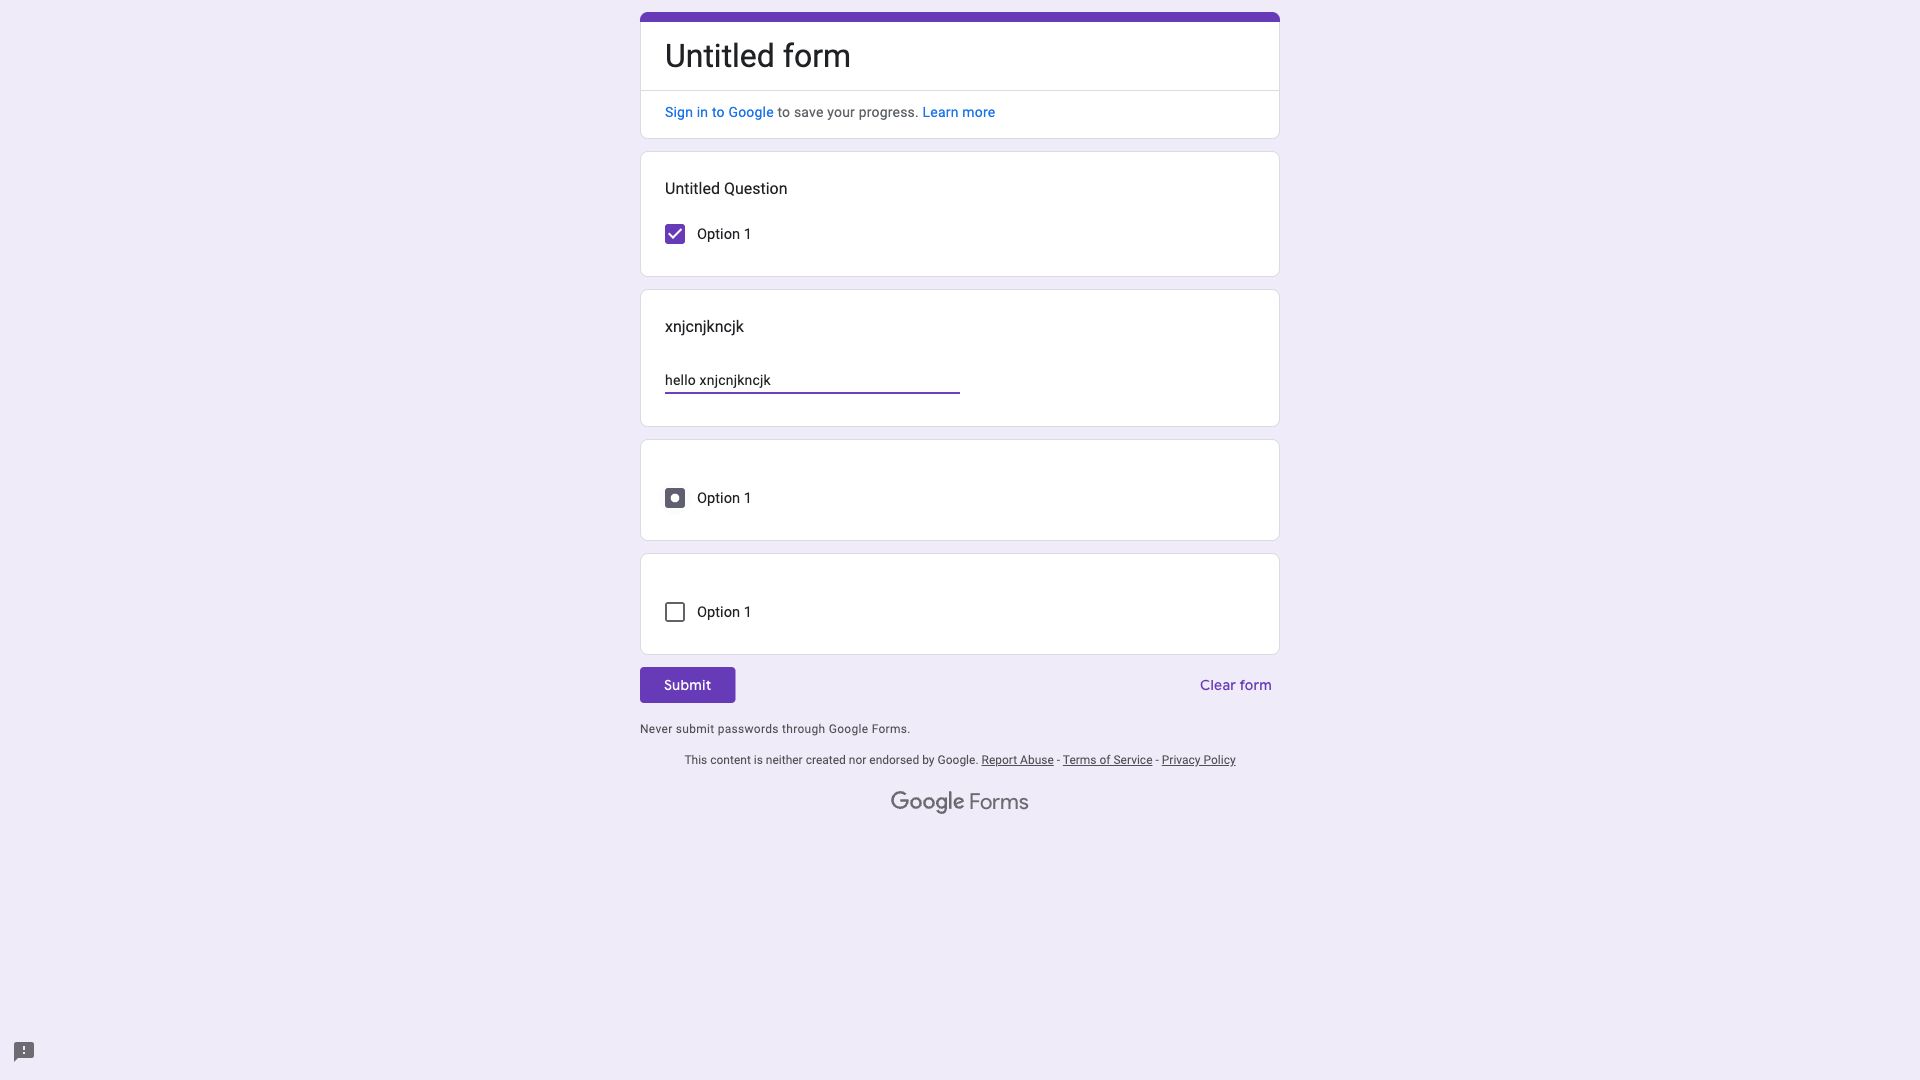 Untitled form
Sign in to Google to save your progress. Learn more
Untitled Question
Option 1
xnjcnjkncjk
hello xnjcnjkncjk
Option 1
Option 1
Submit
Clear form
Never submit passwords through Google Forms.
This content is neither created nor endorsed by Google. Report Abuse - Terms of Service - Privacy Policy
Google Forms